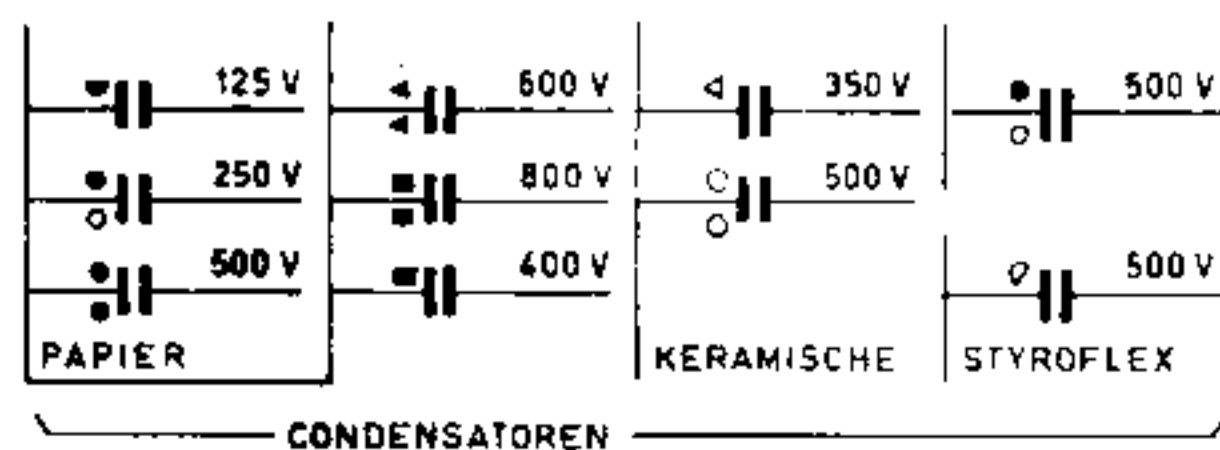 125 V 600 V 350 V 500 V
250 V 800 V 500 V
500 V 400 V 500 V
PAPIER KERAMISCHE STYROFLEX
CONDENSATOREN